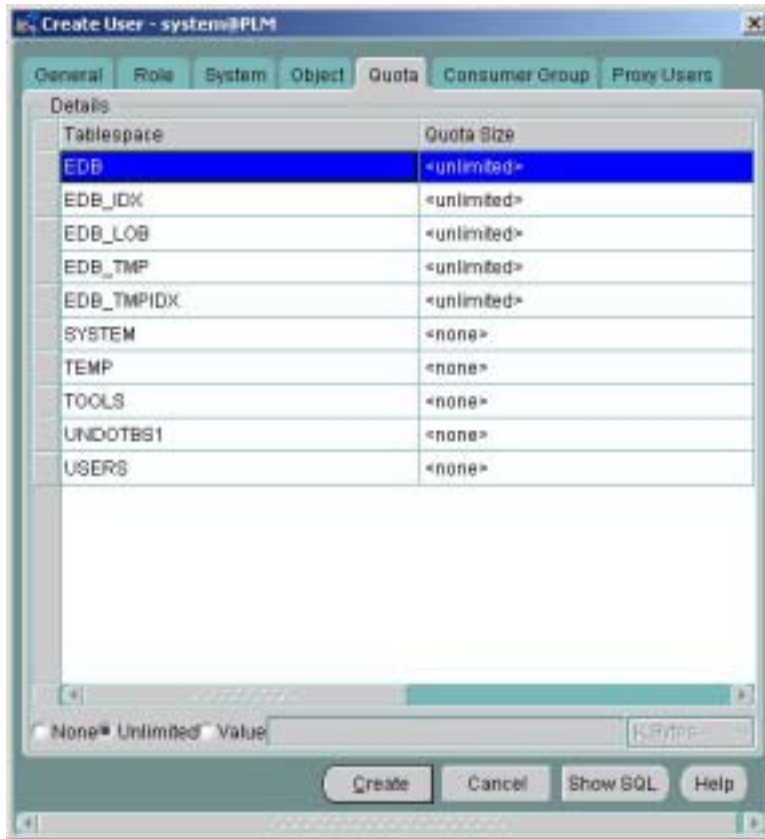 Create User - system@PLM
General Role System Object Quota Consumer Group Proxy Users
Details
Tablespace Quota Size
EDB <unlimited>
EDB_IDX <unlimited>
EDB_LOB <unlimited>
EDB_TMP <unlimited>
EDB_TMPIDX <unlimited>
SYSTEM <none>
TEMP <none>
TOOLS <none>
UNDOTBS1 <none>
USERS <none>
None Unlimited Value K Bytes
Create Cancel Show SQL Help